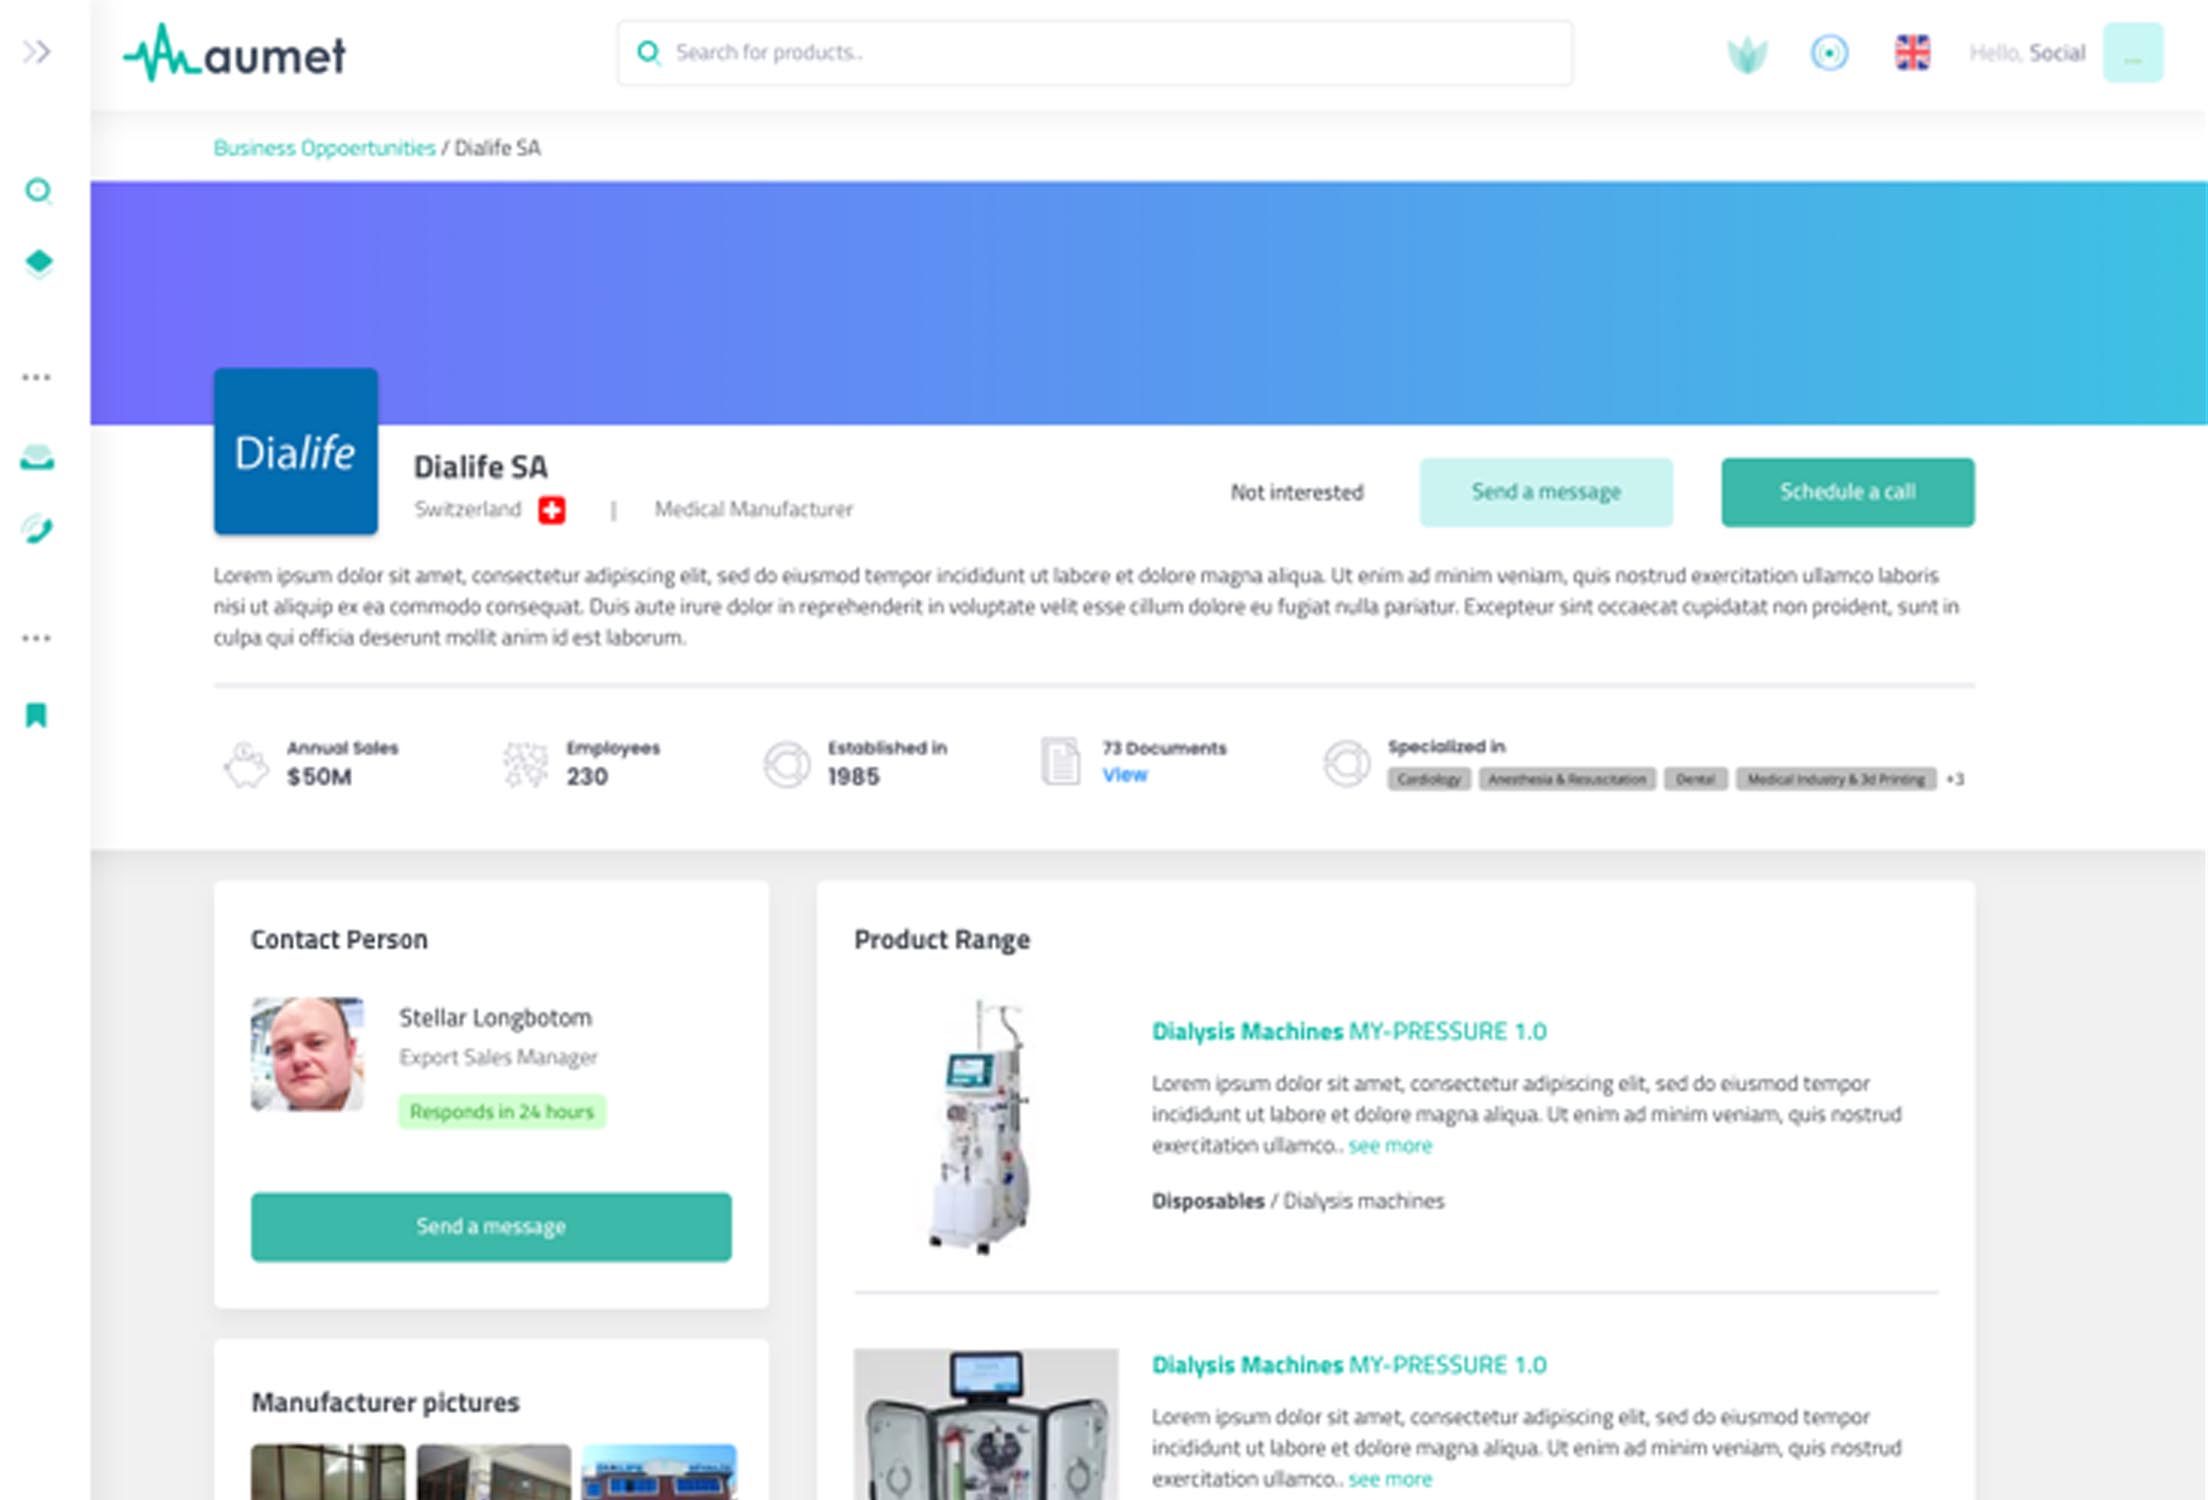 aumet
Search for products..
Hello, Social
...
Business Oppoertunities / Dialife SA
Dialife
Dialife SA
Switzerland | Medical Manufacturer
Not interested
Send a message
Schedule a call
Lorem ipsum dolor sit amet, consectetur adipiscing elit, sed do eiusmod tempor incididunt ut labore et dolore magna aliqua. Ut enim ad minim veniam, quis nostrud exercitation ullamco laboris
nisi ut aliquip ex ea commodo consequat. Duis aute irure dolor in reprehenderit in voluptate velit esse cillum dolore eu fugiat nulla pariatur. Excepteur sint occaecat cupidatat non proident, sunt in
culpa qui officia deserunt mollit anim id est laborum.
Annual Sales
$50M
Employees
230
Established in
1985
73 Documents
View
Specialized in
Cardiology Anesthesia & Resuscitation Dental Medical Industry & 3d Printing +3
Contact Person
Stellar Longbotom
Export Sales Manager
Responds in 24 hours
Send a message
Manufacturer pictures
Product Range
Dialysis Machines MY-PRESSURE 1.0
Lorem ipsum dolor sit amet, consectetur adipiscing elit, sed do eiusmod tempor
incididunt ut labore et dolore magna aliqua. Ut enim ad minim veniam, quis nostrud
exercitation ullamco.. see more
Disposables / Dialysis machines
Dialysis Machines MY-PRESSURE 1.0
Lorem ipsum dolor sit amet, consectetur adipiscing elit, sed do eiusmod tempor
incididunt ut labore et dolore magna aliqua. Ut enim ad minim veniam, quis nostrud
exercitation ullamco.. see more